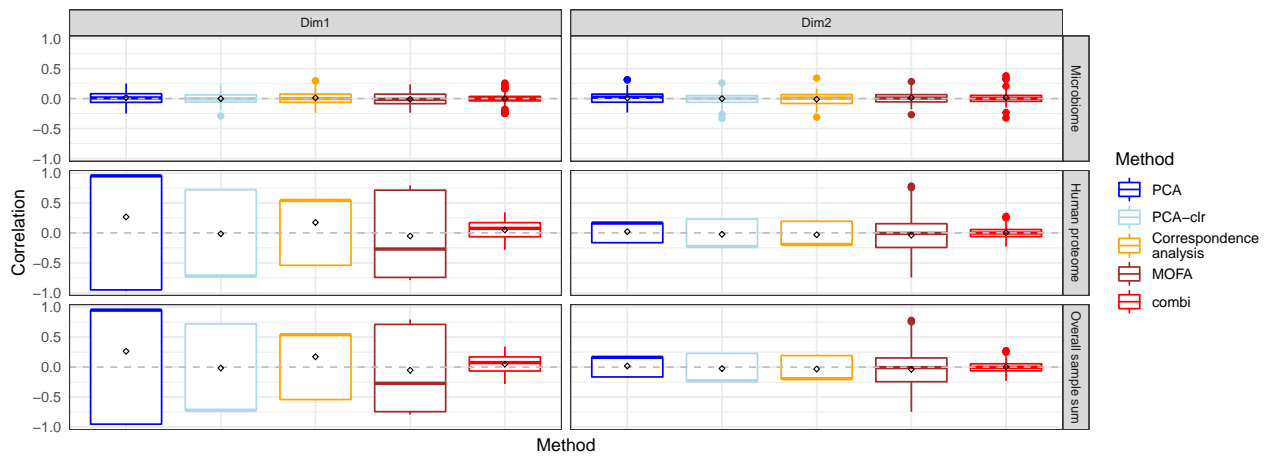 Dim1
Dim2
1.0
0.5
0.0
−0.5
−1.0
Microbiome
1.0
0.5
0.0
−0.5
−1.0
Human proteome
1.0
0.5
0.0
−0.5
−1.0
Overall sample sum
Correlation
Method
Method
PCA
PCA−clr
Correspondence
analysis
MOFA
combi